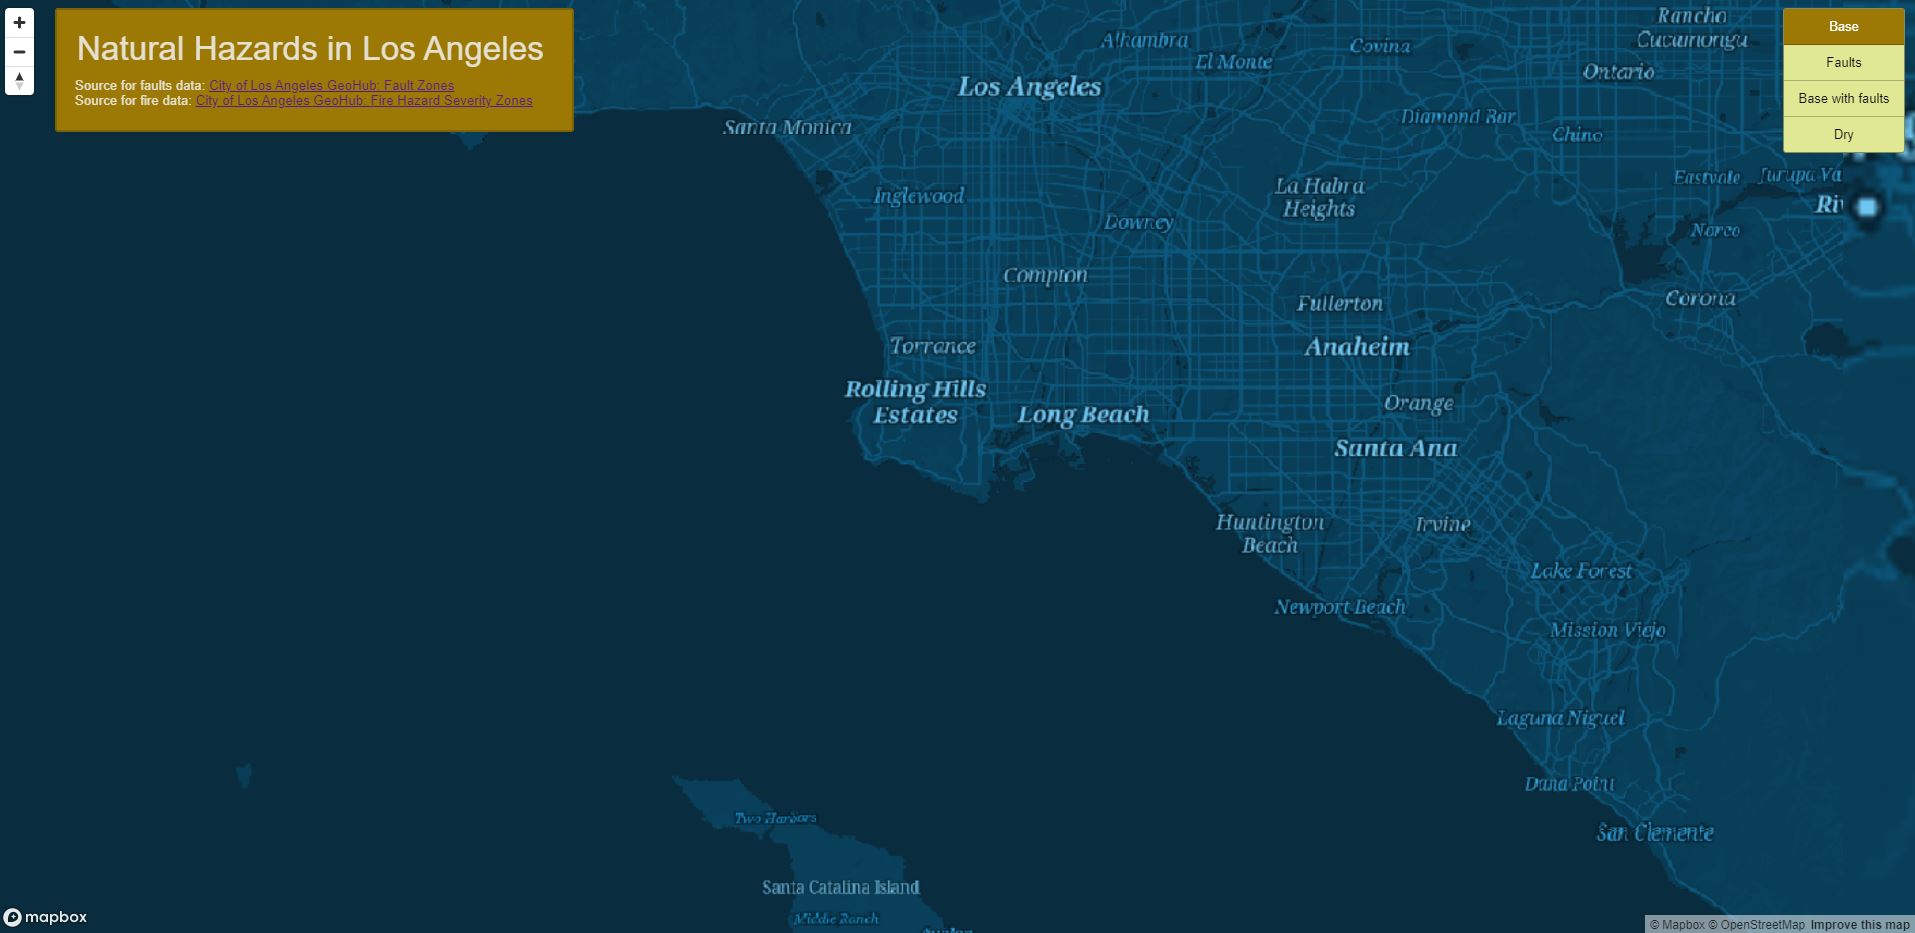 Natural Hazards in Los Angeles
Source for faults data: City of Los Angeles GeoHub: Fault Zones
Source for fire data: City of Los Angeles GeoHub: Fire Hazard Severity Zones
Base
Faults
Base with faults
Dry
Rancho
Cucamonga
Alhambra
El Monte
Covina
Ontario
Los Angeles
Santa Monica
Diamond Bar
Chino
Inglewood
La Habra
Heights
Eastvale
Jurupa Va
Riv
Downey
Norco
Compton
Fullerton
Corona
Torrance
Anaheim
Rolling Hills
Estates
Long Beach
Orange
Santa Ana
Huntington
Beach
Irvine
Lake Forest
Newport Beach
Mission Viejo
Laguna Niguel
Dana Point
San Clemente
Two Harbors
Santa Catalina Island
Middle Ranch
mapbox
© Mapbox © OpenStreetMap Improve this map